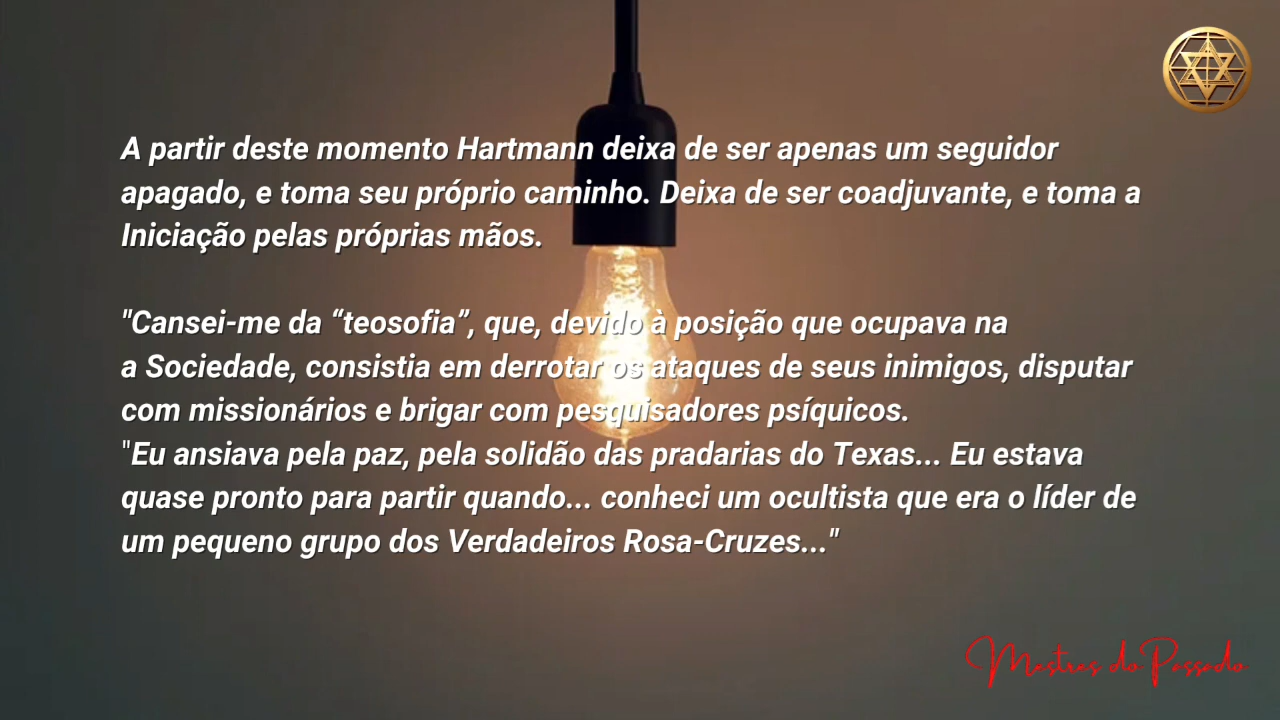 A partir deste momento Hartmann deixa de ser apenas um seguidor
apagado, e toma seu próprio caminho. Deixa de ser coadjuvante, e toma a
Iniciação pelas próprias mãos.
"Cansei-me da “teosofia”, que, devido à posição que ocupava na
a Sociedade, consistia em derrotar os ataques de seus inimigos, disputar
com missionários e brigar com pesquisadores psíquicos.
"Eu ansiava pela paz, pela solidão das pradarias do Texas... Eu estava
quase pronto para partir quando... conheci um ocultista que era o líder de
um pequeno grupo dos Verdadeiros Rosa-Cruzes..."
Mestres do Passado